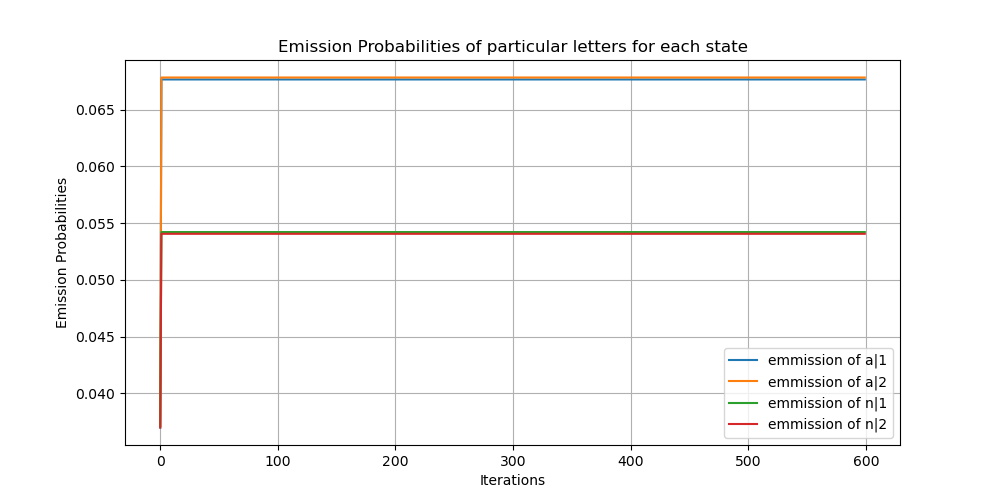 Emission Probabilities of particular letters for each state
Emission Probabilities
0.065
0.060
0.055
0.050
0.045
0.040
emmission of a|1
emmission of a|2
emmission of n|1
emmission of n|2
0 100 200 300 400 500 600
Iterations